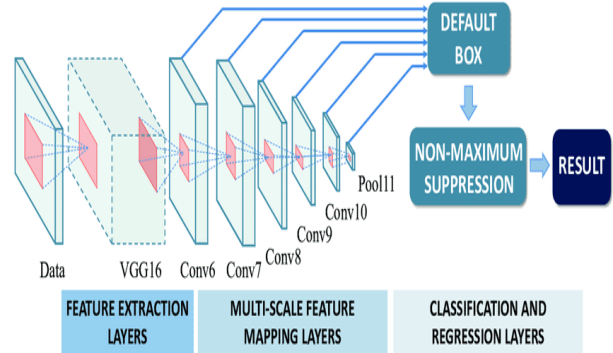 DEFAULT
BOX
NON-MAXIMUM
SUPPRESSION
RESULT
Pool11
Conv10
Conv9
Conv8
Conv7
Conv6
VGG16
Data
FEATURE EXTRACTION
LAYERS
MULTI-SCALE FEATURE
MAPPING LAYERS
CLASSIFICATION AND
REGRESSION LAYERS